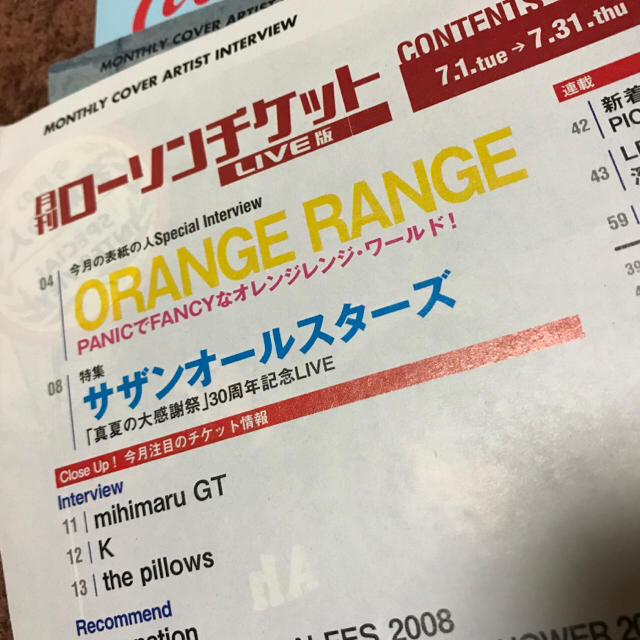 MONTHLY COVER ARTIST
MONTHLY COVER ARTIST INTERVIEW
月刊ローソンチケット
LIVE版
CONTENTS
7.1.tue→7.31.thu
04 今月の表紙の人Special Interview
ORANGE RANGE
PANICでFANCYなオレンジレンジ・ワールド!
08 特集
サザンオールスターズ
「真夏の大感謝祭」30周年記念LIVE
Close Up! 今月注目のチケット情報
Interview
11 mihimaru GT
12 K
13 the pillows
Recommend
FES 2008
連載
42 新着
PIC
43
59
39